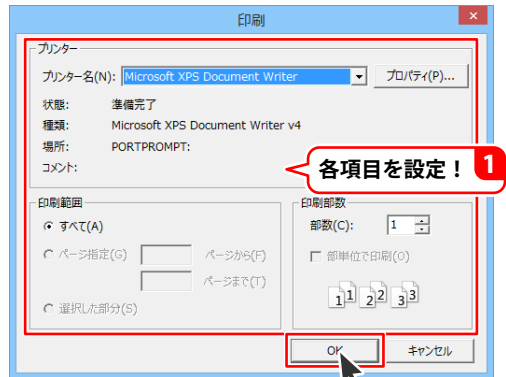 印刷
プリンター
プリンター名(N): Microsoft XPS Document Writer プロパティ(P)...
状態: 準備完了
種類: Microsoft XPS Document Writer v4
場所: PORTPROMPT:
コメント:
各項目を設定！ 1
印刷範囲
すべて(A)
ページ指定(G) ページから(F)
ページまで(T)
選択した部分(S)
印刷部数
部数(C): 1
部単位で印刷(O)
1 1 2 2 3 3
OK キャンセル